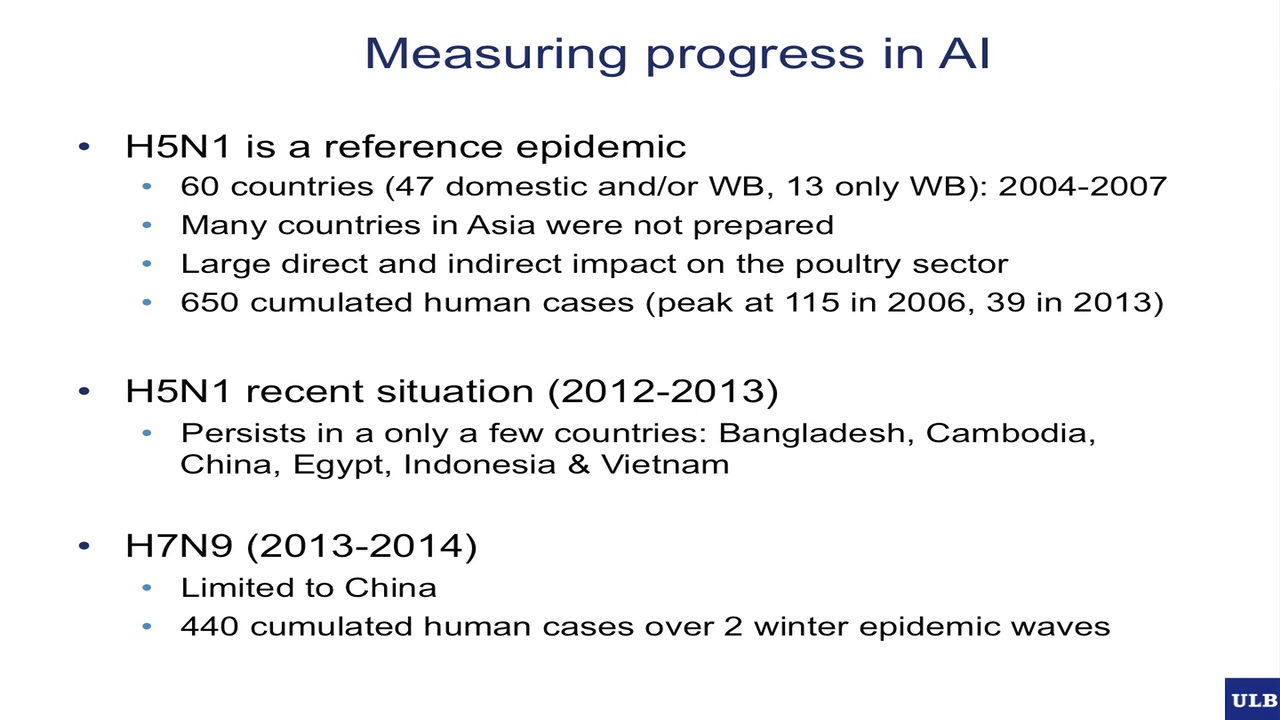 Measuring progress in AI
• H5N1 is a reference epidemic
• 60 countries (47 domestic and/or WB, 13 only WB): 2004-2007
• Many countries in Asia were not prepared
• Large direct and indirect impact on the poultry sector
• 650 cumulated human cases (peak at 115 in 2006, 39 in 2013)
• H5N1 recent situation (2012-2013)
• Persists in a only a few countries: Bangladesh, Cambodia,
China, Egypt, Indonesia & Vietnam
• H7N9 (2013-2014)
• Limited to China
• 440 cumulated human cases over 2 winter epidemic waves
ULB